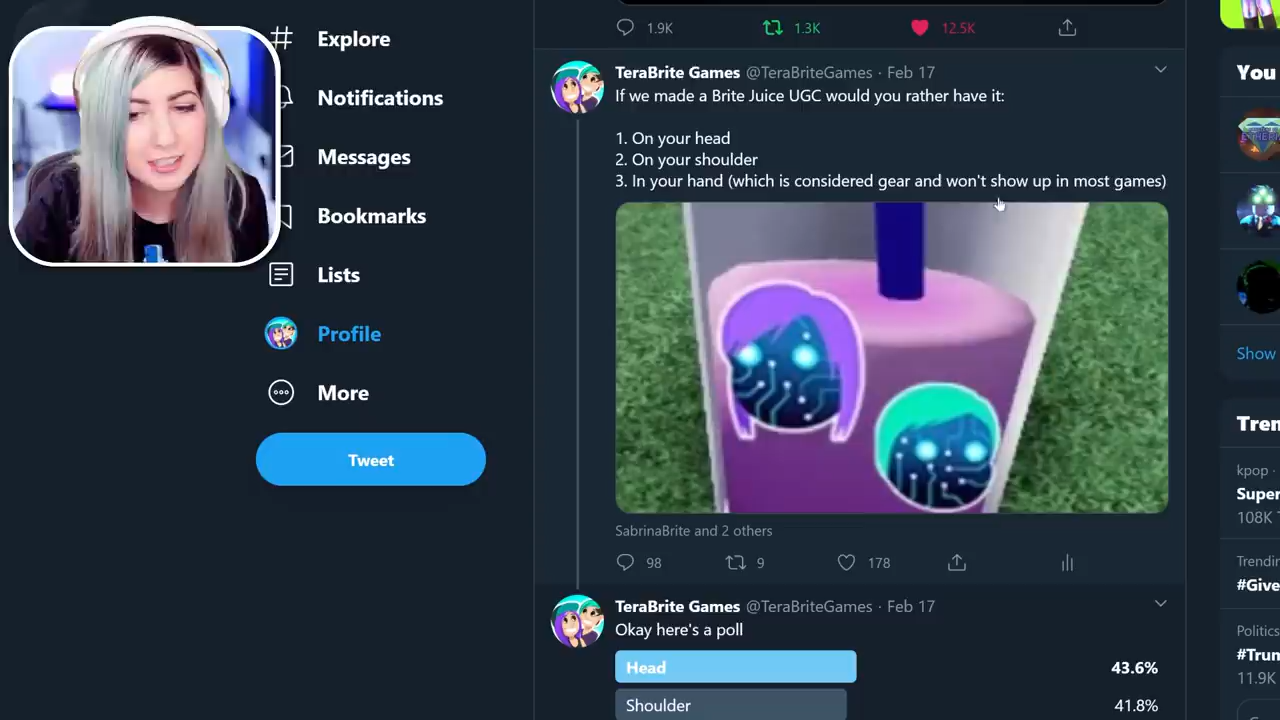 Explore
Notifications
Messages
Bookmarks
Lists
Profile
More
Tweet
1.9K 1.3K 12.5K
TeraBrite Games @TeraBriteGames · Feb 17
If we made a Brite Juice UGC would you rather have it:
1. On your head
2. On your shoulder
3. In your hand (which is considered gear and won't show up in most games)
SabrinaBrite and 2 others
98 9 178
TeraBrite Games @TeraBriteGames · Feb 17
Okay here's a poll
Head 43.6%
Shoulder 41.8%
You
Show
Tren
kpop ·
Super
108K T
Trendin
#Give
Politics
#Trum
11.9K